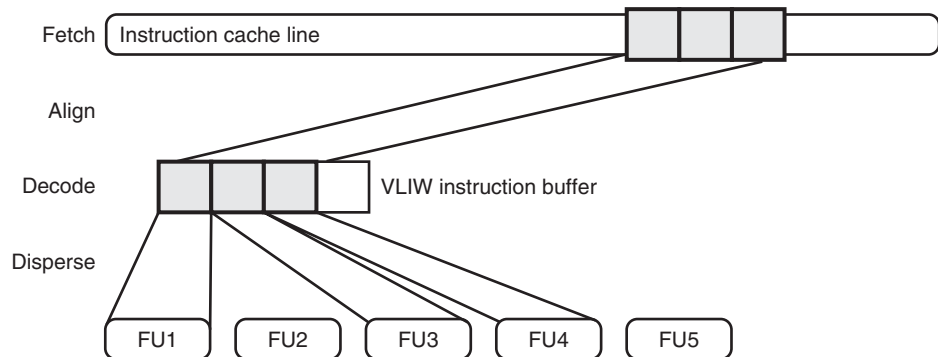 Fetch Instruction cache line
Align
Decode VLIW instruction buffer
Disperse
FU1 FU2 FU3 FU4 FU5